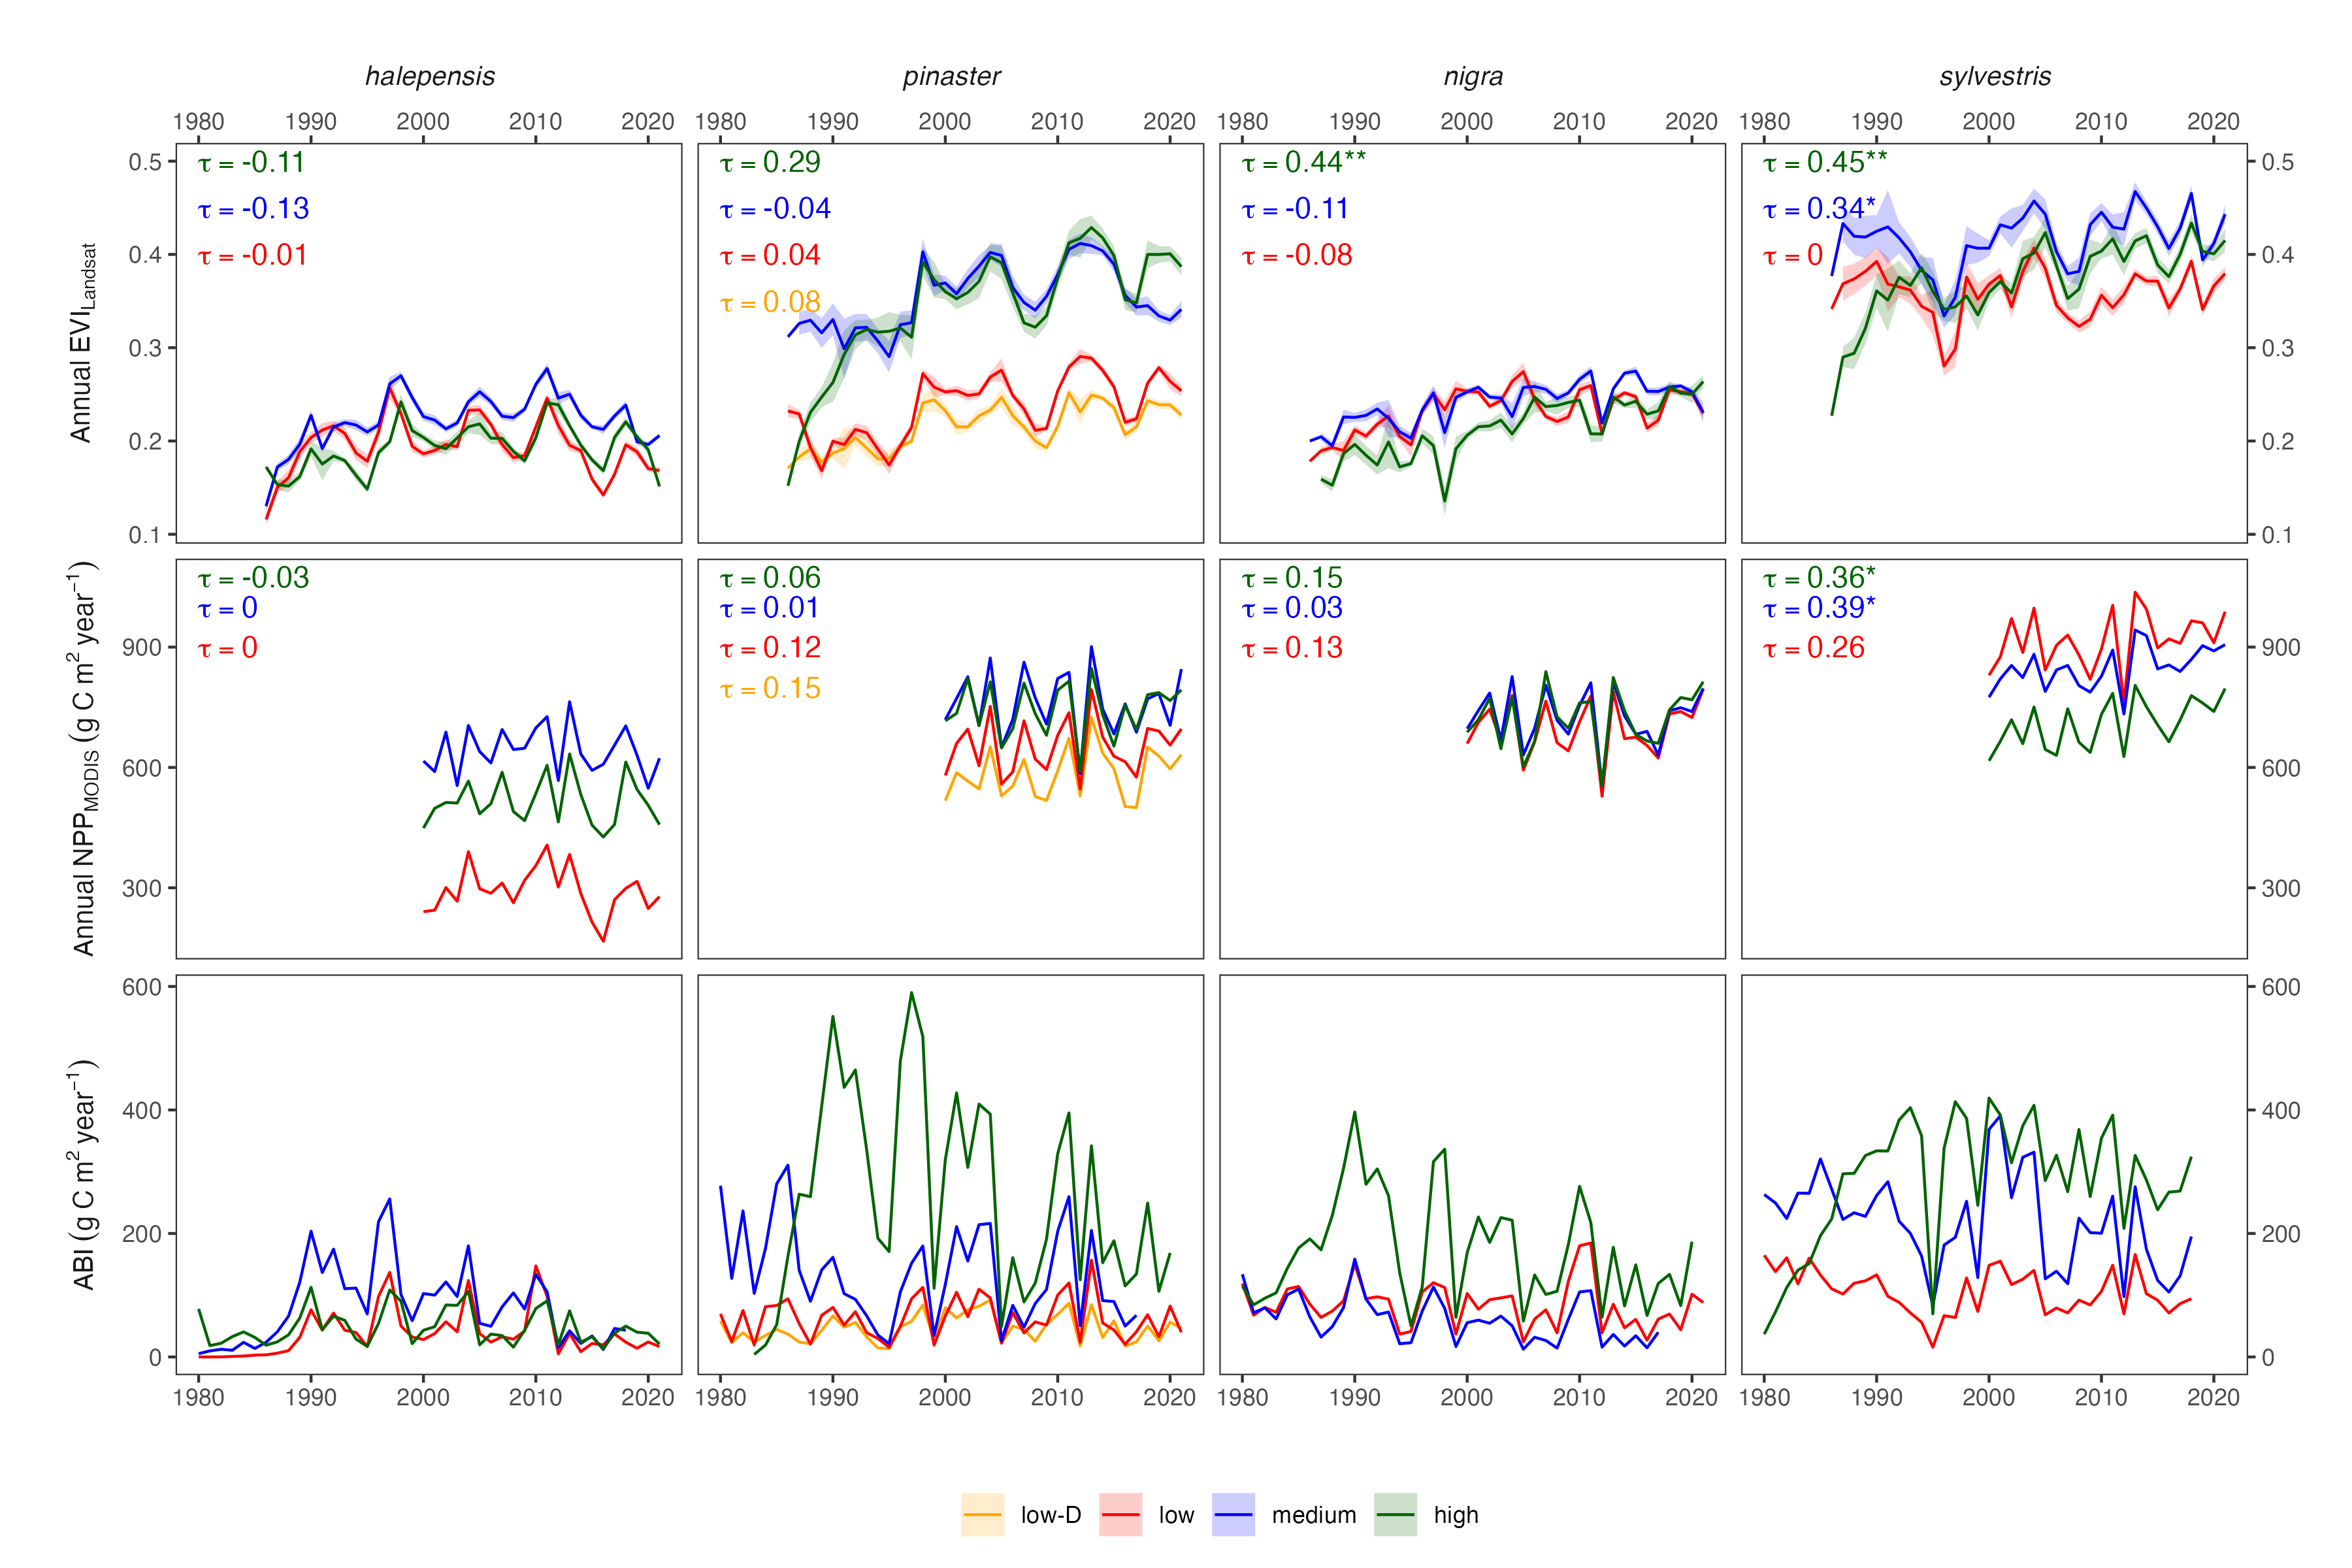 halepensis pinaster nigra sylvestris
1980 1990 2000 2010 2020 1980 1990 2000 2010 2020 1980 1990 2000 2010 2020 1980 1990 2000 2010 2020
Annual EVI Landsat
0.5
0.4
0.3
0.2
0.1
τ = -0.11
τ = -0.13
τ = -0.01
τ = 0.29
τ = -0.04
τ = 0.04
τ = 0.08
τ = 0.44**
τ = -0.11
τ = -0.08
τ = 0.45**
τ = 0.34*
τ = 0
0.5
0.4
0.3
0.2
0.1
Annual NPP MODIS (g C m² year⁻¹)
900
600
300
τ = -0.03
τ = 0
τ = 0
τ = 0.06
τ = 0.01
τ = 0.12
τ = 0.15
τ = 0.15
τ = 0.03
τ = 0.13
τ = 0.36*
τ = 0.39*
τ = 0.26
900
600
300
ABI (g C m² year⁻¹)
600
400
200
0
600
400
200
0
1980 1990 2000 2010 2020 1980 1990 2000 2010 2020 1980 1990 2000 2010 2020 1980 1990 2000 2010 2020
low-D low medium high